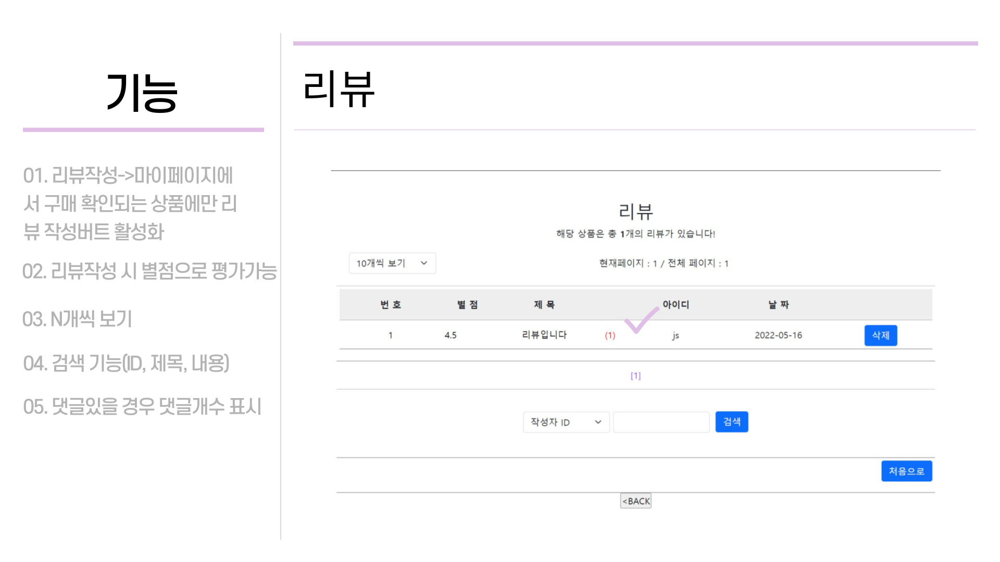 기능
01. 리뷰작성->마이페이지에
서 구매 확인되는 상품에만 리
뷰 작성버트 활성화
02. 리뷰작성 시 별점으로 평가가능
03. N개씩 보기
04. 검색 기능(ID, 제목, 내용)
05. 댓글있을 경우 댓글개수 표시
리뷰
리뷰
해당 상품은 총 1개의 리뷰가 있습니다!
10개씩 보기 현재페이지 : 1 / 전체 페이지 : 1
번 호 별 점 제 목 아이디 날 짜
1 4.5 리뷰입니다 (1) js 2022-05-16 삭제
[1]
작성자 ID 검색
처음으로
<BACK